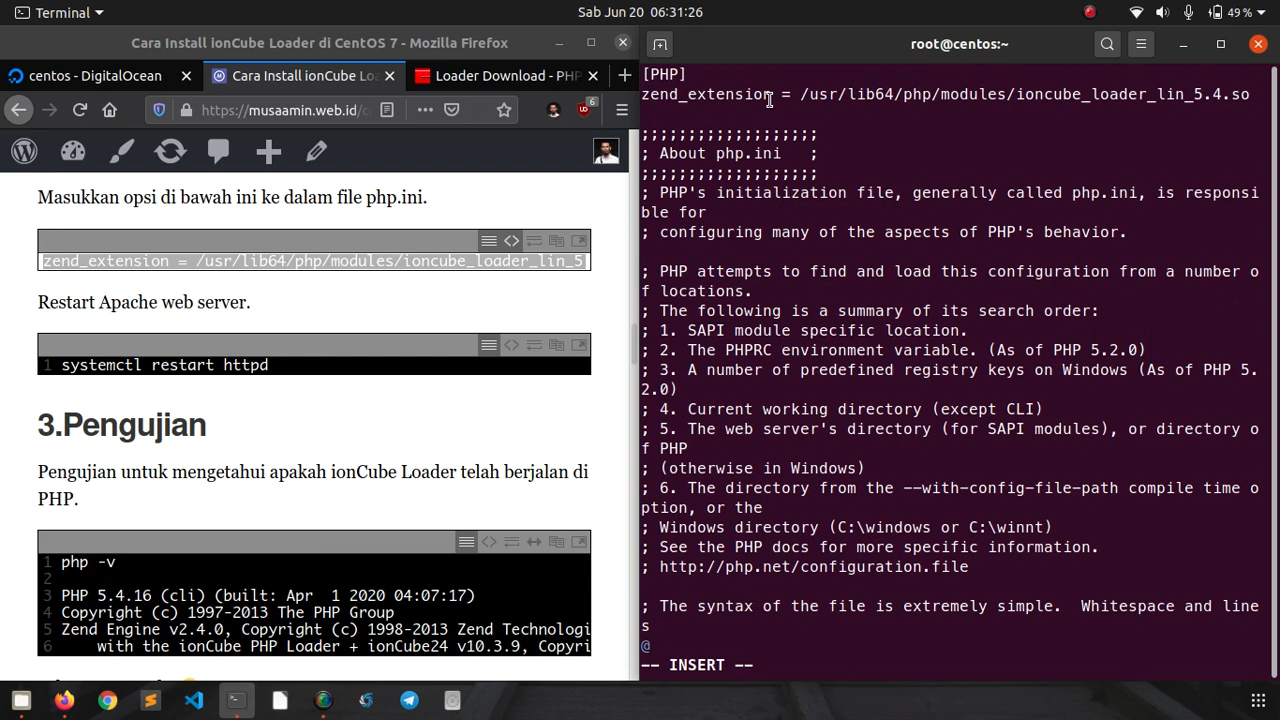 Terminal
Sab Jun 20 06:31:26
49 %
Cara Install ionCube Loader di CentOS 7 - Mozilla Firefox
centos - DigitalOcean
Cara Install ionCube Loa
Loader Download - PHP
https://musaamin.web.id/c
6
Masukkan opsi di bawah ini ke dalam file php.ini.
zend_extension = /usr/lib64/php/modules/ioncube_loader_lin_5
Restart Apache web server.
1 systemctl restart httpd
3.Pengujian
Pengujian untuk mengetahui apakah ionCube Loader telah berjalan di
PHP.
1 php -v
2
3 PHP 5.4.16 (cli) (built: Apr  1 2020 04:07:17)
4 Copyright (c) 1997-2013 The PHP Group
5 Zend Engine v2.4.0, Copyright (c) 1998-2013 Zend Technologi
6     with the ionCube PHP Loader + ionCube24 v10.3.9, Copyri
root@centos:~
[PHP]
zend_extension = /usr/lib64/php/modules/ioncube_loader_lin_5.4.so
;;;;;;;;;;;;;;;;;;;
; About php.ini   ;
;;;;;;;;;;;;;;;;;;;
; PHP's initialization file, generally called php.ini, is responsi
ble for
; configuring many of the aspects of PHP's behavior.
; PHP attempts to find and load this configuration from a number o
f locations.
; The following is a summary of its search order:
; 1. SAPI module specific location.
; 2. The PHPRC environment variable. (As of PHP 5.2.0)
; 3. A number of predefined registry keys on Windows (As of PHP 5.
2.0)
; 4. Current working directory (except CLI)
; 5. The web server's directory (for SAPI modules), or directory o
f PHP
; (otherwise in Windows)
; 6. The directory from the --with-config-file-path compile time o
ption, or the
; Windows directory (C:\windows or C:\winnt)
; See the PHP docs for more specific information.
; http://php.net/configuration.file
; The syntax of the file is extremely simple.  Whitespace and line
s
@
-- INSERT --